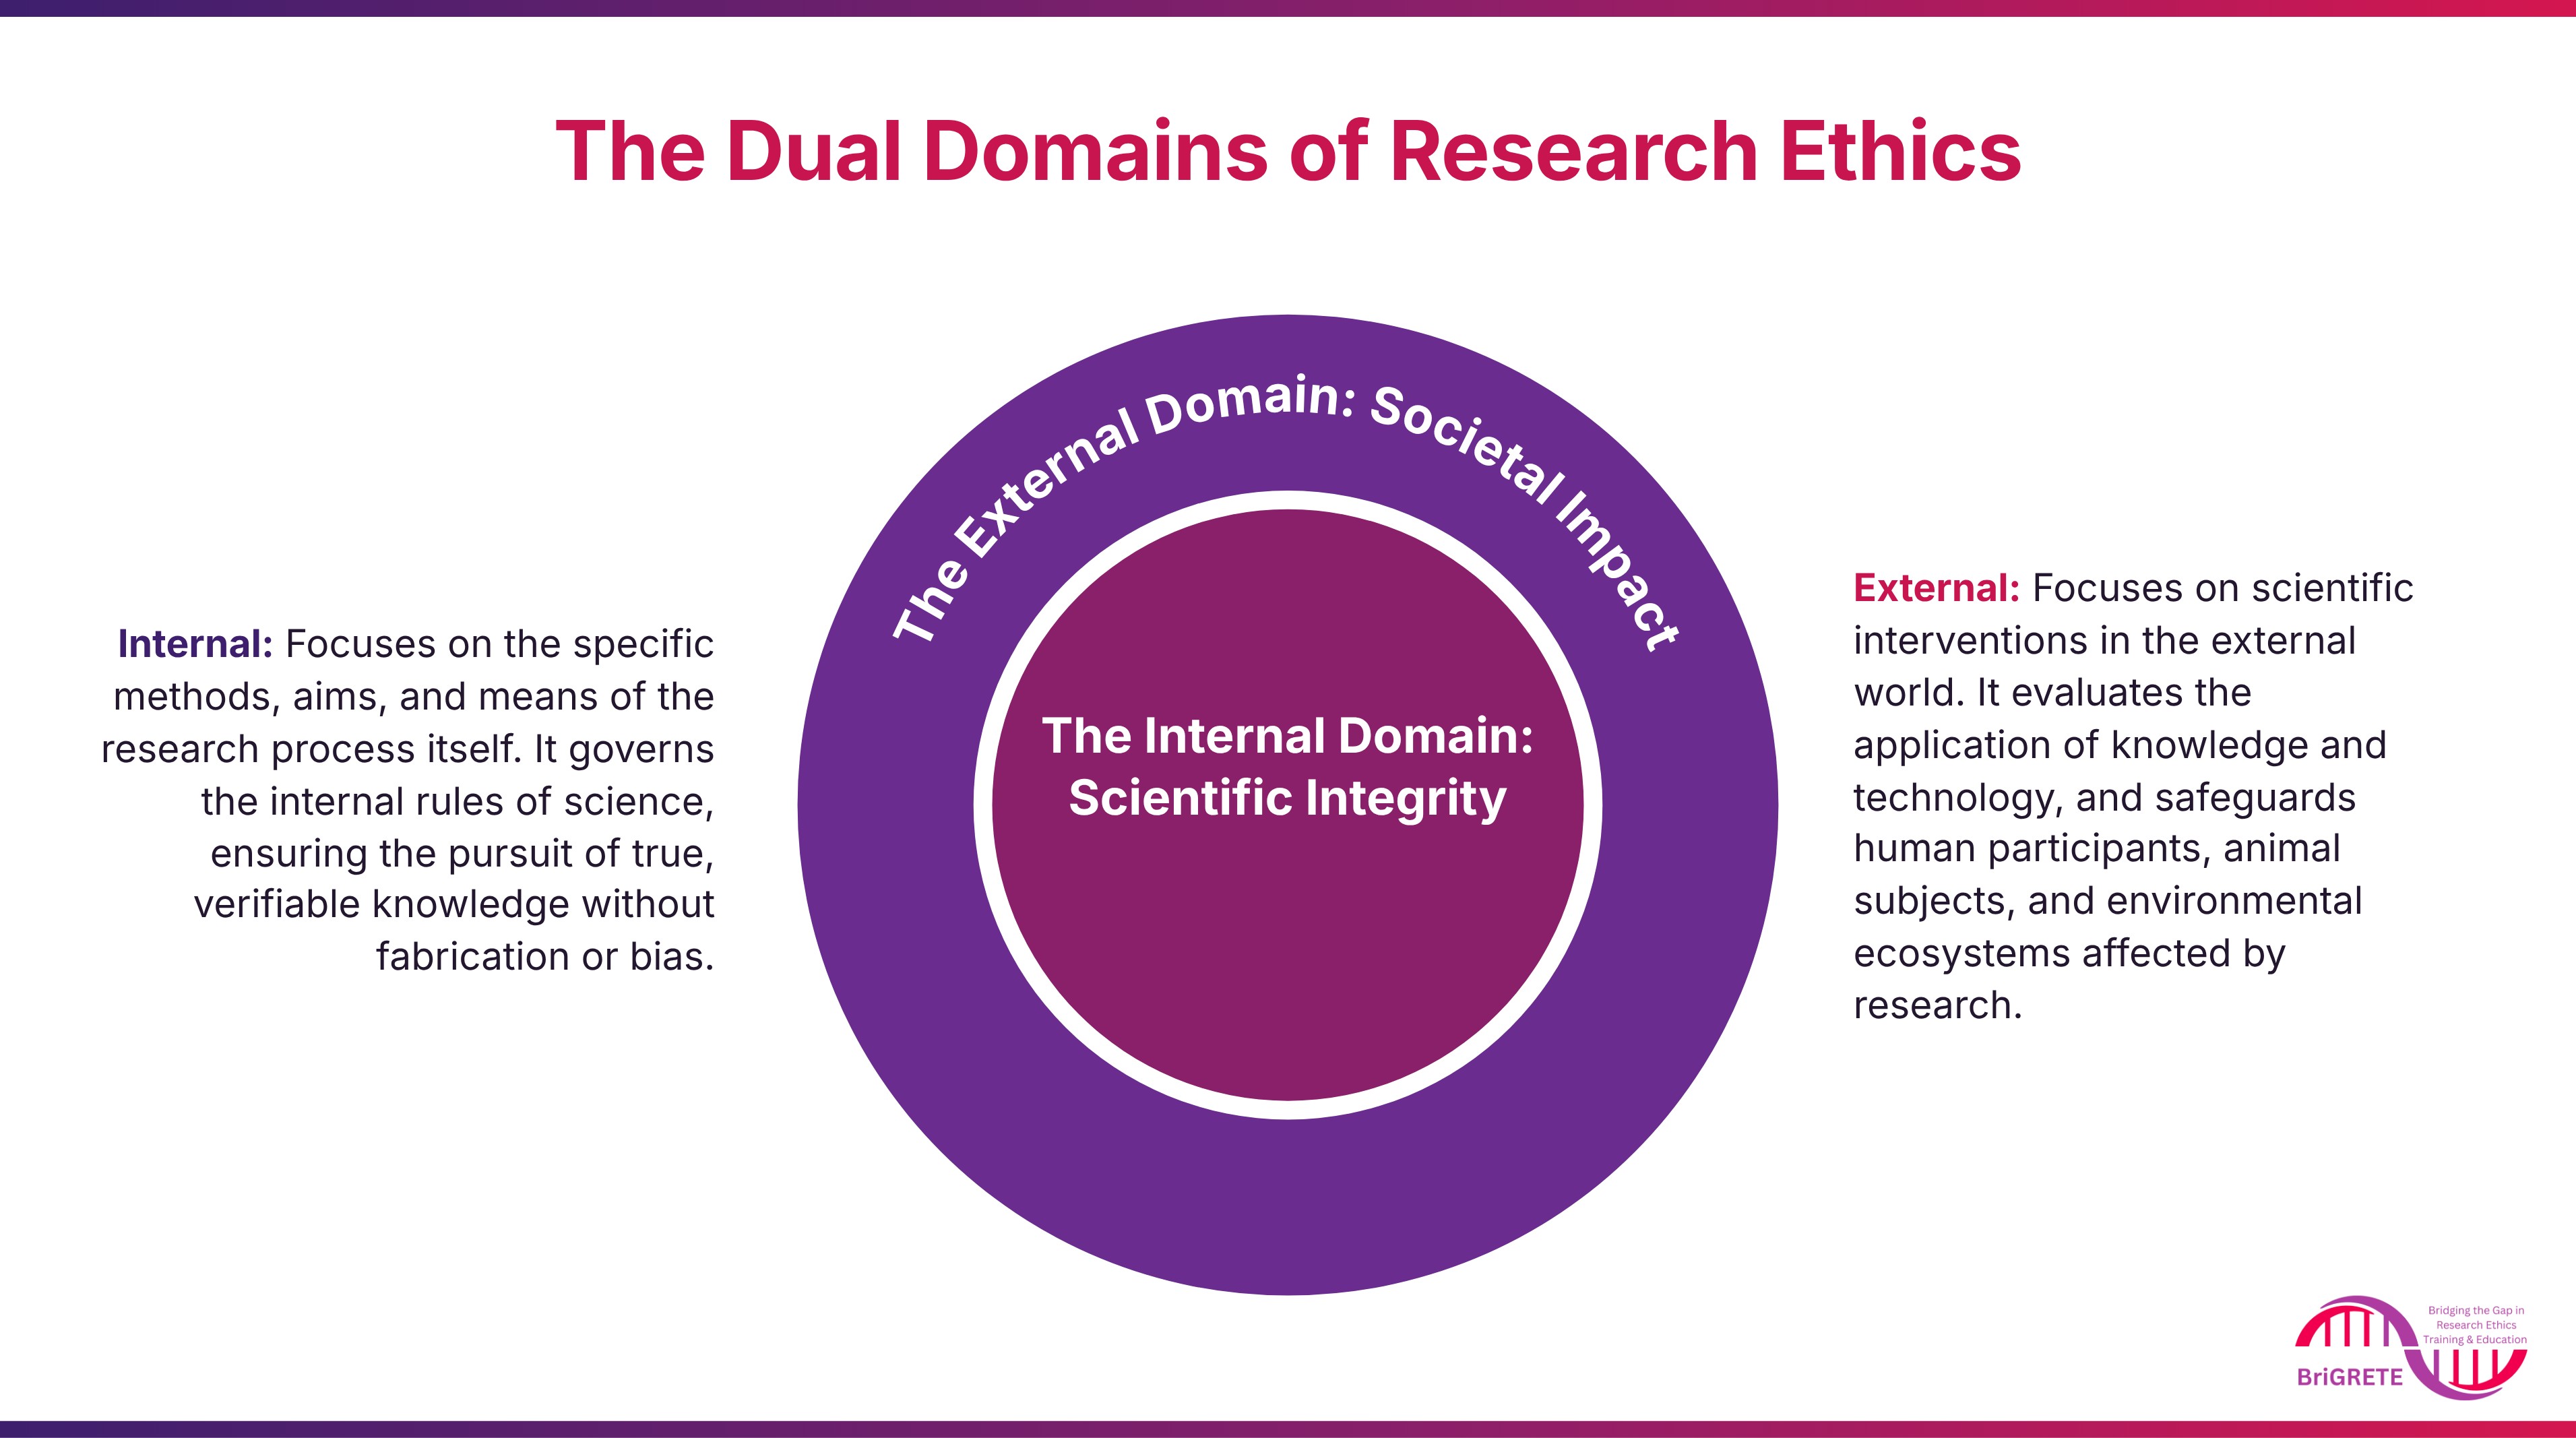 The Dual Domains of Research Ethics
The External Domain: Societal Impact
The Internal Domain:
Scientific Integrity
Internal: Focuses on the specific
methods, aims, and means of the
research process itself. It governs
the internal rules of science,
ensuring the pursuit of true,
verifiable knowledge without
fabrication or bias.
External: Focuses on scientific
interventions in the external
world. It evaluates the
application of knowledge and
technology, and safeguards
human participants, animal
subjects, and environmental
ecosystems affected by
research.
Bridging the Gap in
Research Ethics
Training & Education
BriGRETE